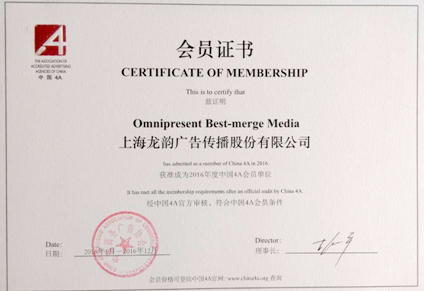 THE ASSOCIATION OF
ACCREDITED ADVERTISING
AGENCIES OF CHINA
中国4A
会员证书
CERTIFICATE OF MEMBERSHIP
This is to certify that
兹证明
Omnipresent Best-merge Media
上海龙韵广告传播股份有限公司
has admitted as a member of China 4A in 2016.
获准成为2016年度中国4A会员单位
It has met all the membership requirements after an official audit by China 4A.
经中国4A官方审核、符合中国4A会员条件
Date:
日期:
Director:
理事长:
会员价格可登陆中国4A官网: www.china4a.org 查询